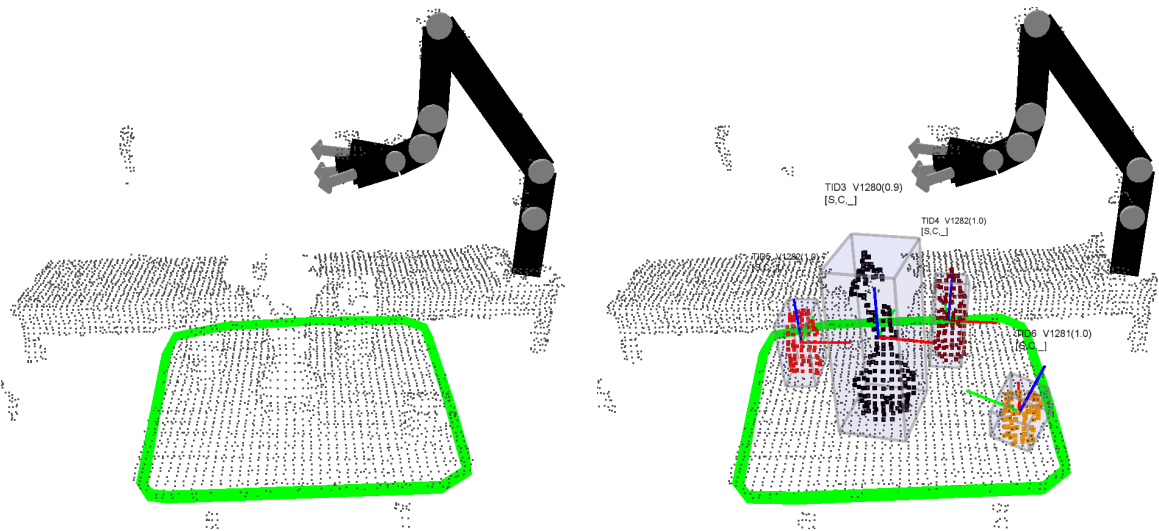 TID3 V1280(0.9)
[S,C,_]
TID4 V1282(1.0)
[S,C,_]
TID6 V1281(1.0)
[S,C,_]